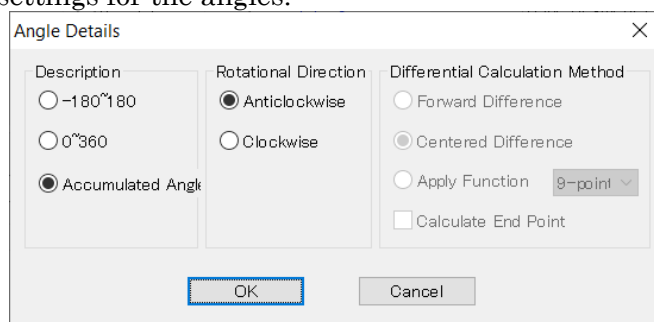 settings for the angles.
Angle Details
Description
-180~180
0~360
Accumulated Angle
Rotational Direction
Anticlockwise
Clockwise
Differential Calculation Method
Forward Difference
Centered Difference
Apply Function 9-point
Calculate End Point
OK Cancel